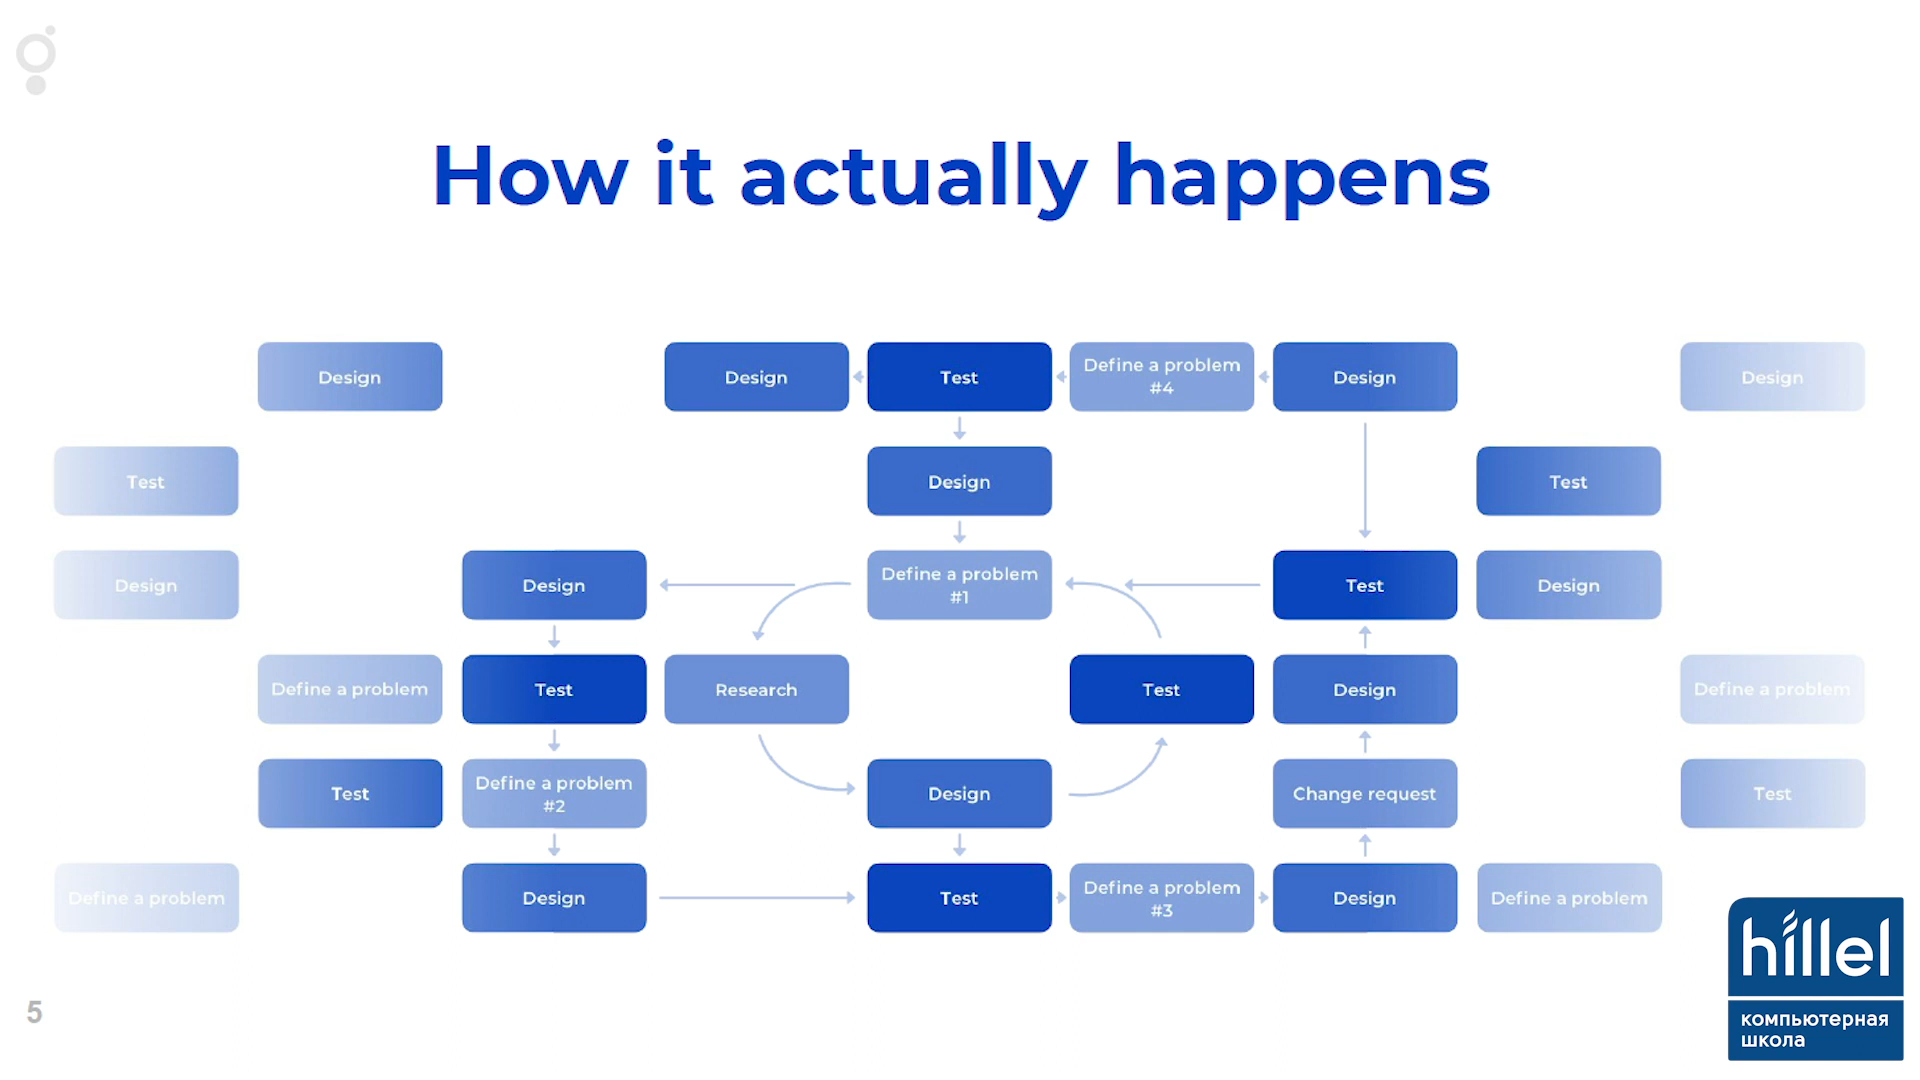 How it actually happens
Design
Design
Test
Define a problem
#4
Design
Design
Test
Design
Test
Design
Design
Define a problem
#1
Test
Design
Define a problem
Test
Research
Test
Design
Define a problem
Test
Define a problem
#2
Design
Change request
Test
Define a problem
Design
Test
Define a problem
#3
Design
Define a problem
hillel
компьютерная
школа
5